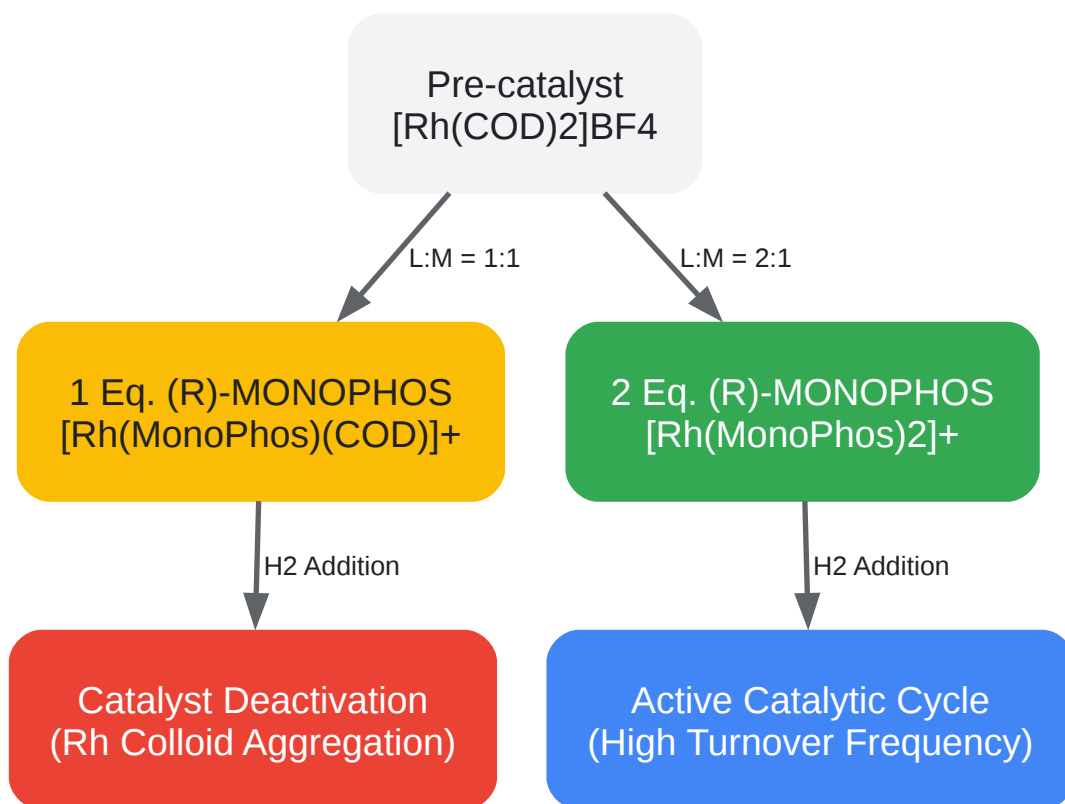 Pre-catalyst
[Rh(COD)2]BF4
L:M = 1:1
L:M = 2:1
1 Eq. (R)-MONOPHOS
[Rh(MonoPhos)(COD)]+
2 Eq. (R)-MONOPHOS
[Rh(MonoPhos)2]+
H2 Addition
H2 Addition
Catalyst Deactivation
(Rh Colloid Aggregation)
Active Catalytic Cycle
(High Turnover Frequency)